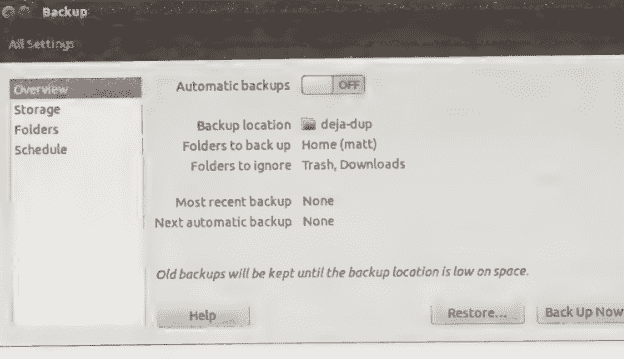 Backup
All Settings
Overview
Storage
Folders
Schedule
Automatic backups OFF
Backup location deja-dup
Folders to back up Home (matt)
Folders to ignore Trash, Downloads
Most recent backup None
Next automatic backup None
Old backups will be kept until the backup location is low on space.
Help Restore... Back Up Now